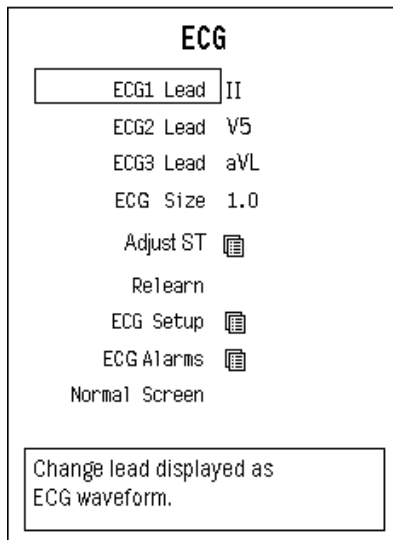 ECG
ECG1 Lead II
ECG2 Lead V5
ECG3 Lead aVL
ECG Size 1.0
Adjust ST
Relearn
ECG Setup
ECG Alarms
Normal Screen
Change lead displayed as
ECG waveform.